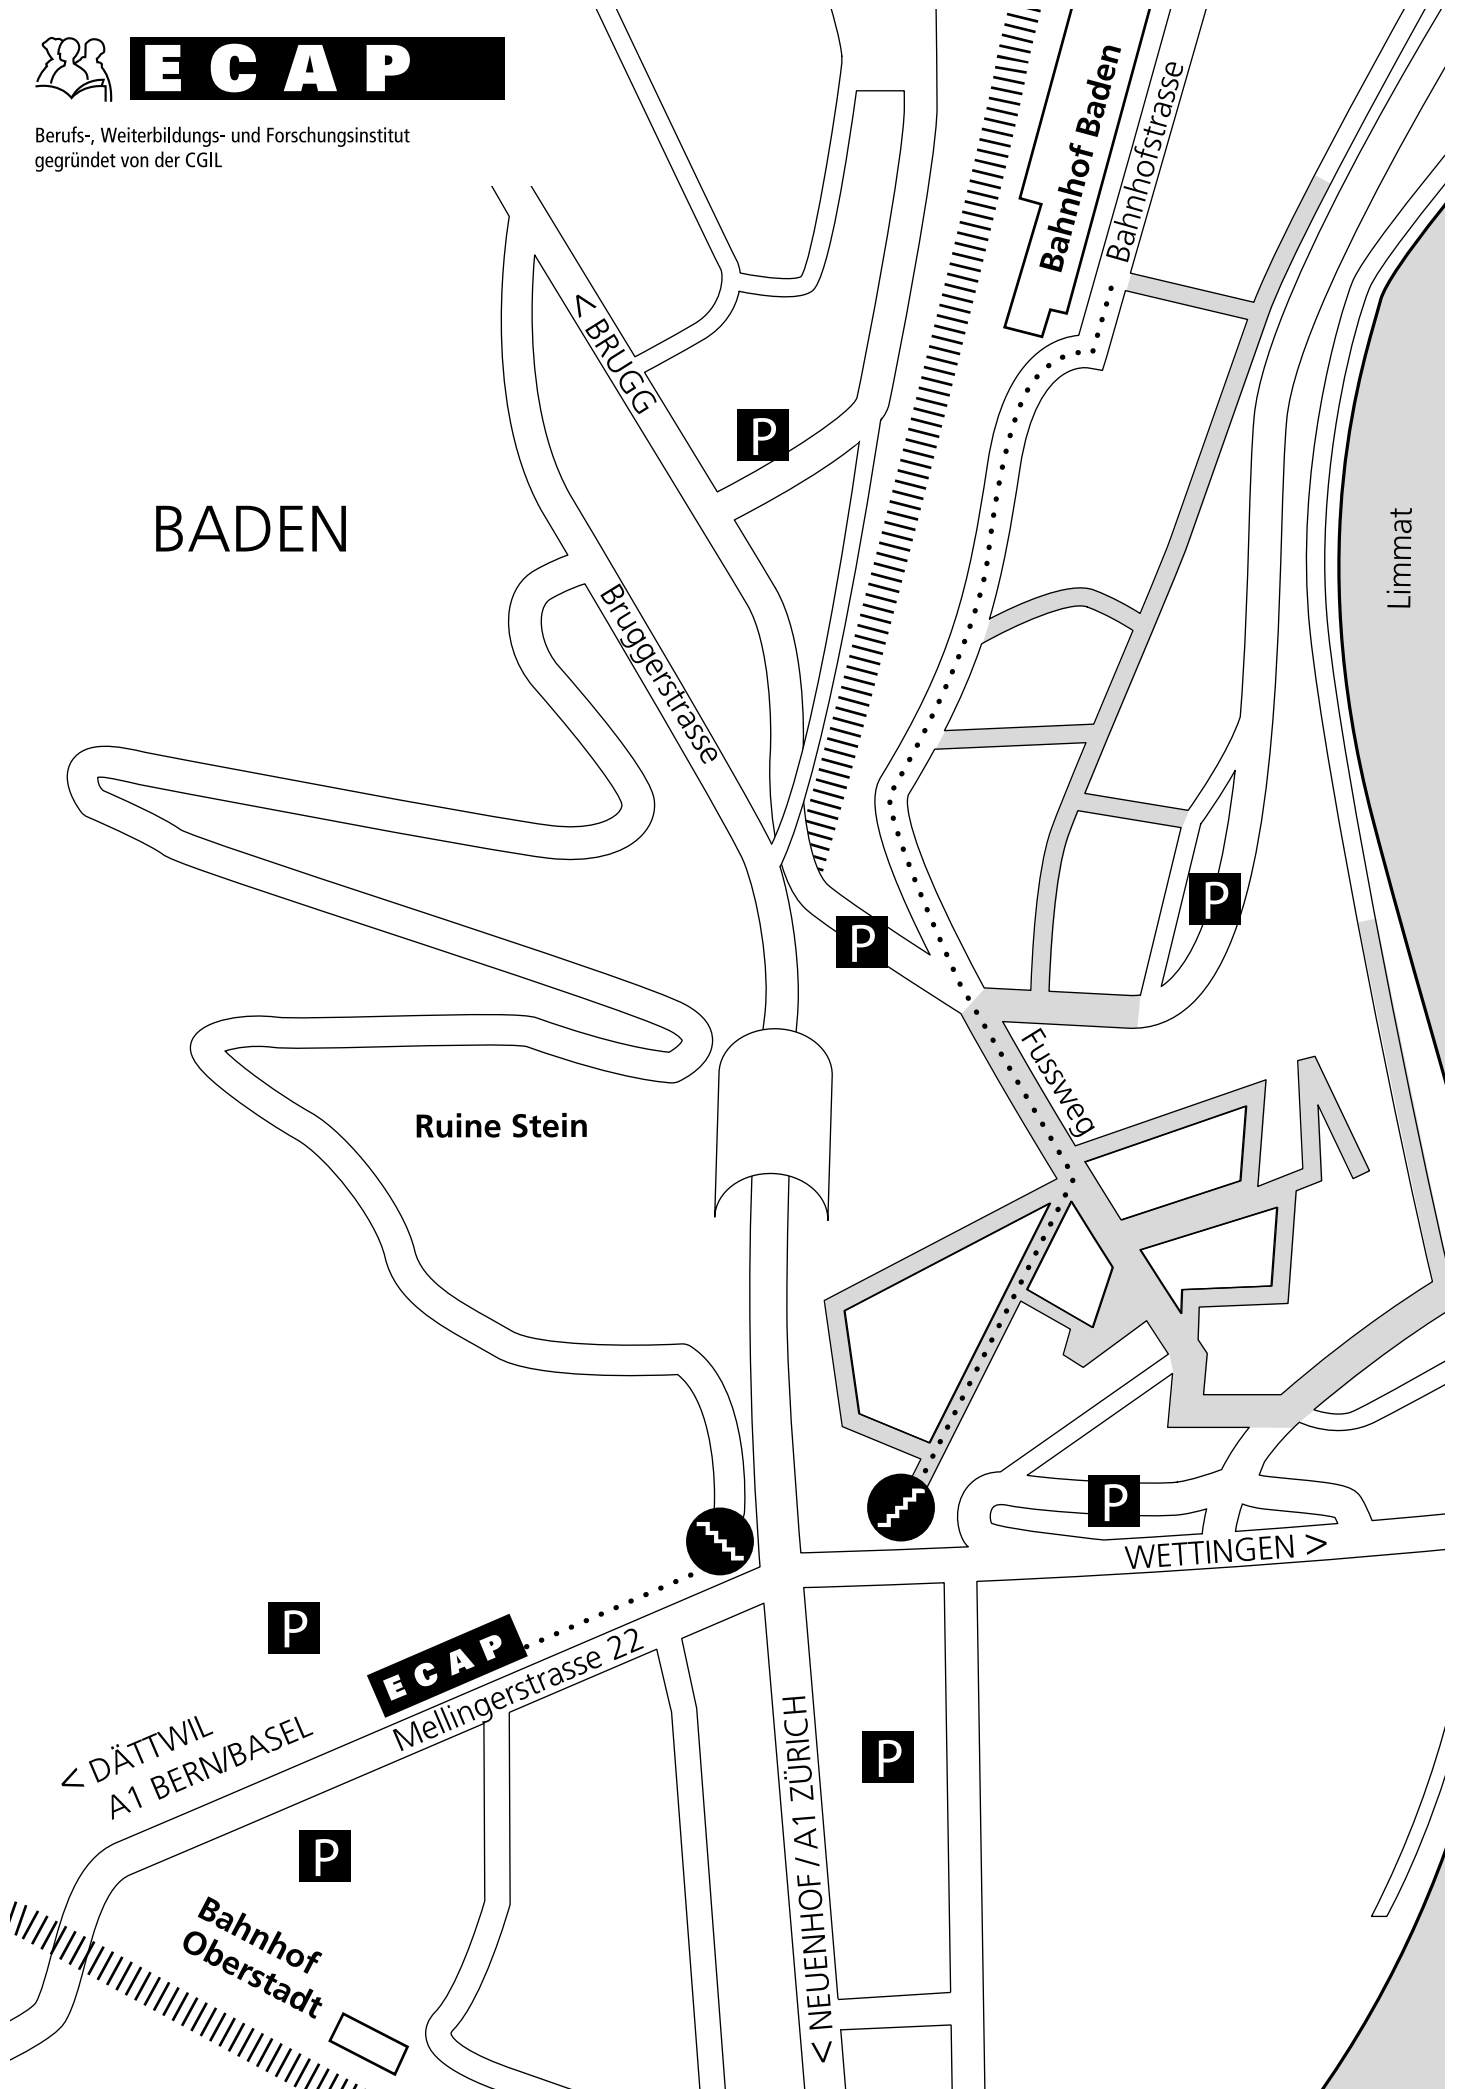 ECAP
Berufs-, Weiterbildungs- und Forschungsinstitut
gegründet von der CGIL
Bahnhof Baden
Bahnhofstrasse
< BRUGG
P
BADEN
Limmat
Bruggerstrasse
P
P
Fussweg
Ruine Stein
P
WETTINGEN >
P
ECAP
Mellingerstrasse 22
< DÄTTWIL
A1 BERN/BASEL
P
< NEUENHOF / A1 ZÜRICH
P
Bahnhof
Oberstadt